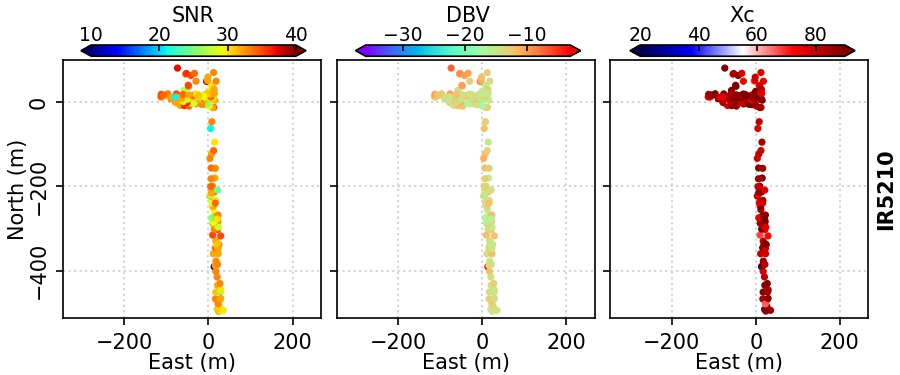 SNR DBV Xc
10 20 30 40 −30 −20 −10 20 40 60 80
0
−200
−400
North (m)
IR5210
−200 0 200 −200 0 200 −200 0 200
East (m) East (m) East (m)